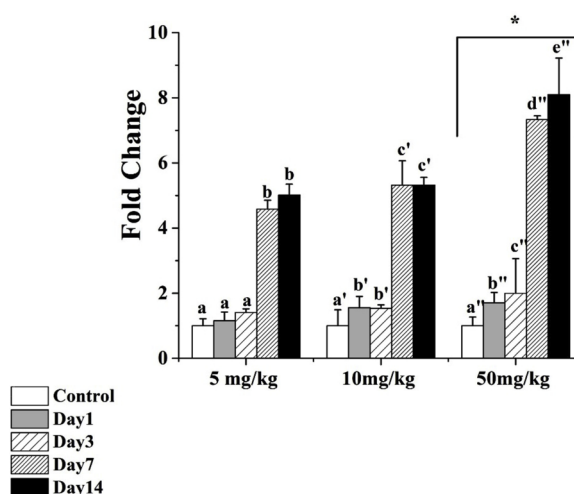 *
10
8
6
4
2
0
Fold Change
a a a b b
a' b' b' c' c'
a" b" c" d" e"
5 mg/kg 10mg/kg 50mg/kg
Control
Day1
Day3
Day7
Day14